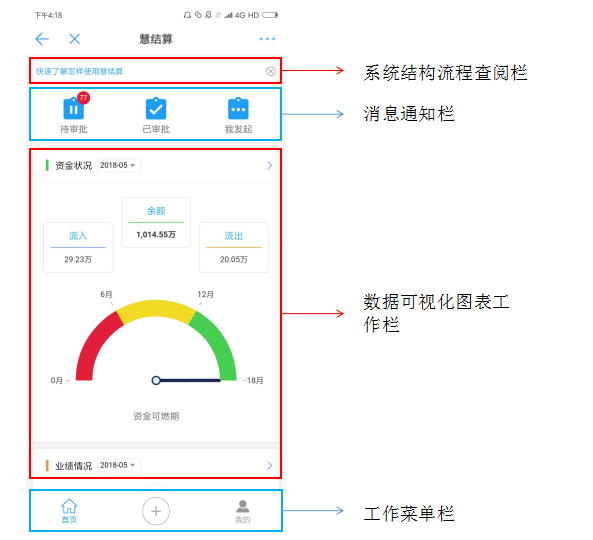 下午4:18
4G HD
慧结算
快速了解怎样使用慧结算
系统结构流程查阅栏
77
待审批
已审批
我发起
消息通知栏
资金状况 2018-05
余额
1,014.55万
流入
29.23万
流出
20.05万
6月
12月
0月
18月
资金可燃期
数据可视化图表工
作栏
业绩情况 2018-05
首页
我的
工作菜单栏